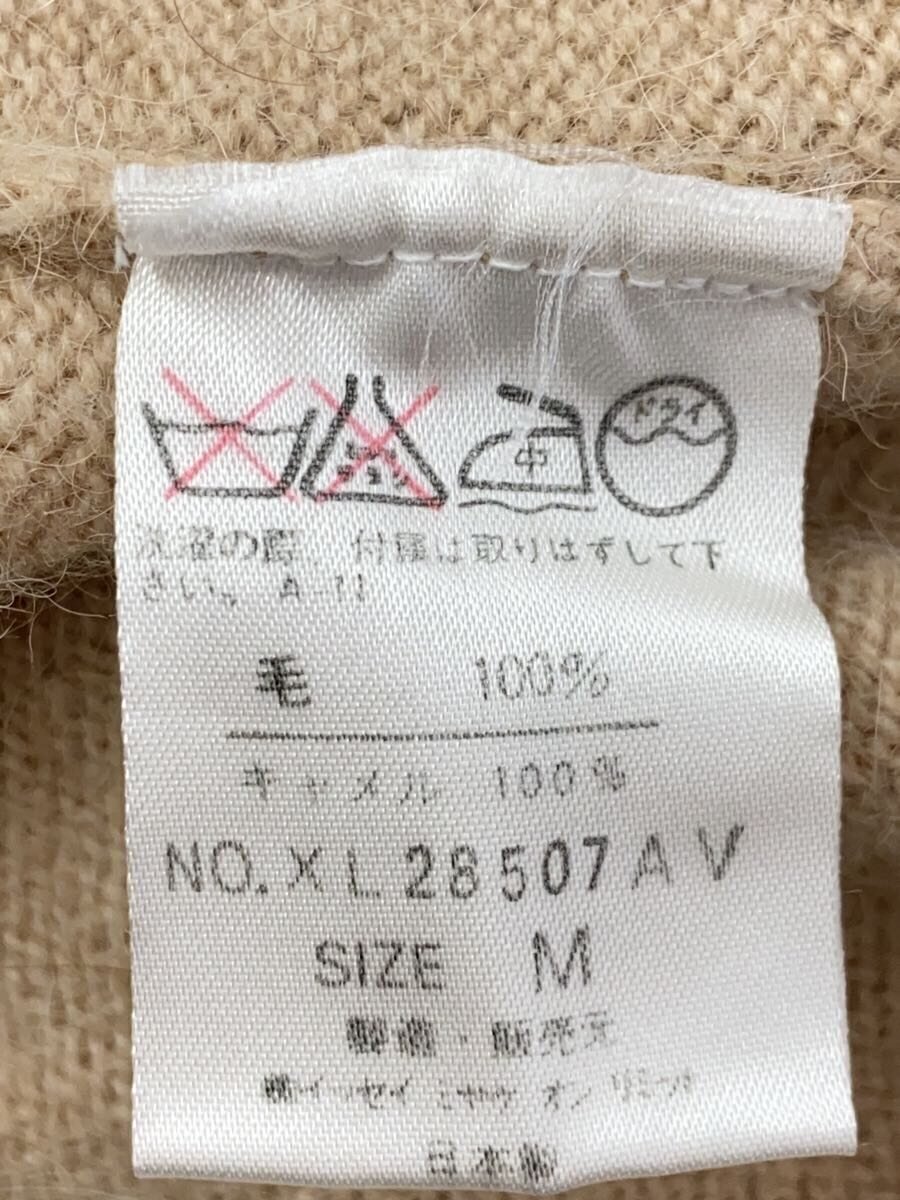 中 ドライ
洗濯の際、付属は取りはずして下
さい。 A-11
毛 100%
キャメル 100%
NO.XL28507AV
SIZE M
製造・販売元
㈱イッセイ ミヤケ オン リミッツ
日本製